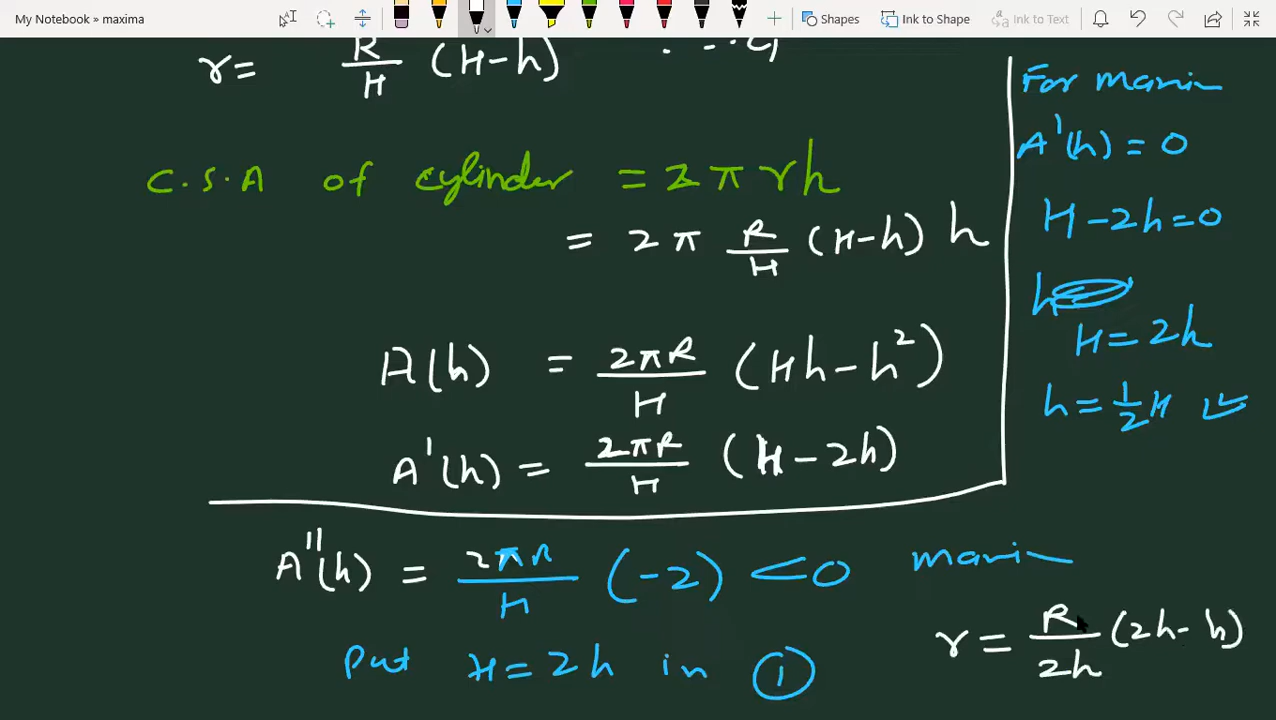 My Notebook » maxima
Shapes
Ink to Shape
Ink to Text
r = R/H (H-h)
C.S.A of cylinder = 2πrh
= 2π R/H (H-h) h
A(h) = 2πR/H (Hh-h²)
A'(h) = 2πR/H (H-2h)
For maxi
A'(h) = 0
H-2h=0
h
H=2h
h=1/2 H
A''(h) = 2πR/H (-2) <0 maxi
Put H=2h in ①
r = R/2h (2h-h)